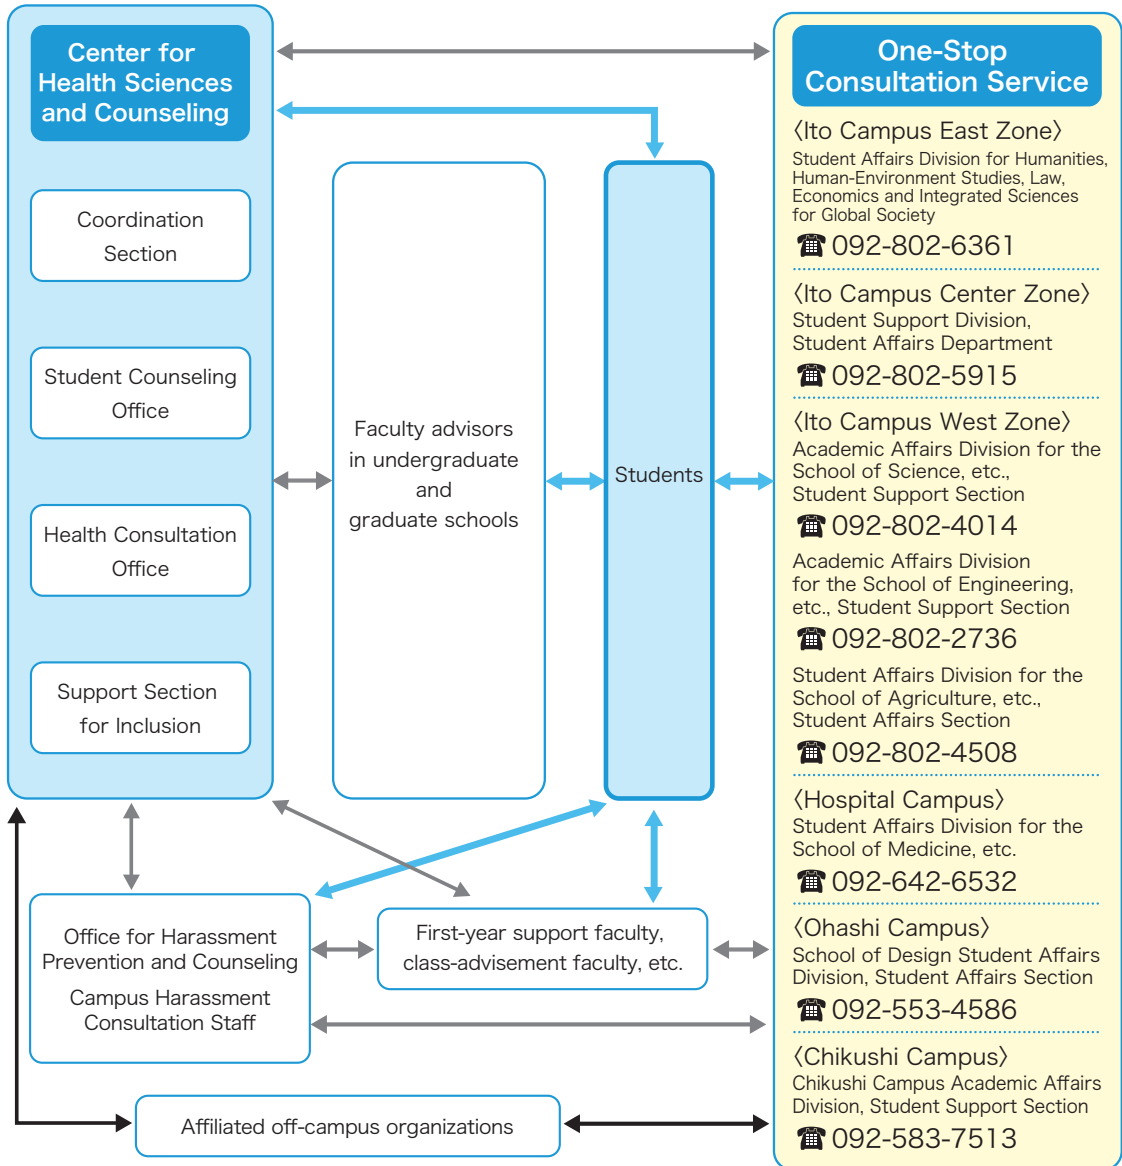 Center for
Health Sciences
and Counseling
Coordination
Section
Student Counseling
Office
Health Consultation
Office
Support Section
for Inclusion
Faculty advisors
in undergraduate
and
graduate schools
Students
Office for Harassment
Prevention and Counseling
Campus Harassment
Consultation Staff
First-year support faculty,
class-advisement faculty, etc.
Affiliated off-campus organizations
One-Stop
Consultation Service
〈Ito Campus East Zone〉
Student Affairs Division for Humanities,
Human-Environment Studies, Law,
Economics and Integrated Sciences
for Global Society
☎092-802-6361
〈Ito Campus Center Zone〉
Student Support Division,
Student Affairs Department
☎092-802-5915
〈Ito Campus West Zone〉
Academic Affairs Division for the
School of Science, etc.,
Student Support Section
☎092-802-4014
Academic Affairs Division
for the School of Engineering,
etc., Student Support Section
☎092-802-2736
Student Affairs Division for the
School of Agriculture, etc.,
Student Affairs Section
☎092-802-4508
〈Hospital Campus〉
Student Affairs Division for the
School of Medicine, etc.
☎092-642-6532
〈Ohashi Campus〉
School of Design Student Affairs
Division, Student Affairs Section
☎092-553-4586
〈Chikushi Campus〉
Chikushi Campus Academic Affairs
Division, Student Support Section
☎092-583-7513